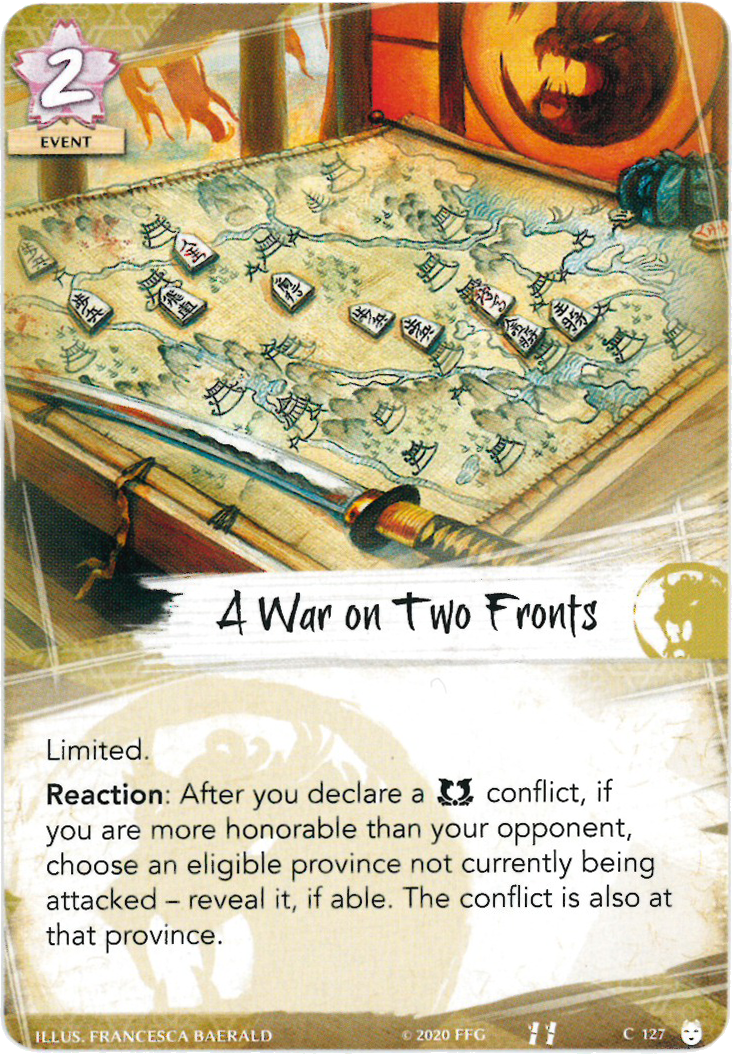 2
EVENT
A War on Two Fronts
Limited.
Reaction: After you declare a conflict, if
you are more honorable than your opponent,
choose an eligible province not currently being
attacked – reveal it, if able. The conflict is also at
that province.
ILLUS. FRANCESCA BAERALD © 2020 FFG C 127